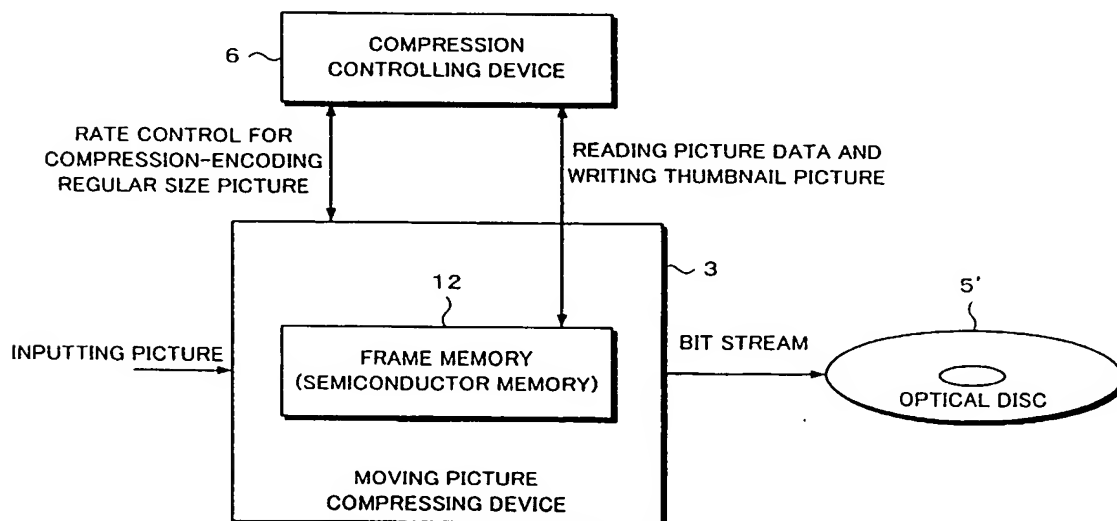 6
COMPRESSION
CONTROLLING DEVICE
RATE CONTROL FOR
COMPRESSION-ENCODING
REGULAR SIZE PICTURE
READING PICTURE DATA AND
WRITING THUMBNAIL PICTURE
3
12
5'
INPUTTING PICTURE
FRAME MEMORY
(SEMICONDUCTOR MEMORY)
BIT STREAM
OPTICAL DISC
MOVING PICTURE
COMPRESSING DEVICE